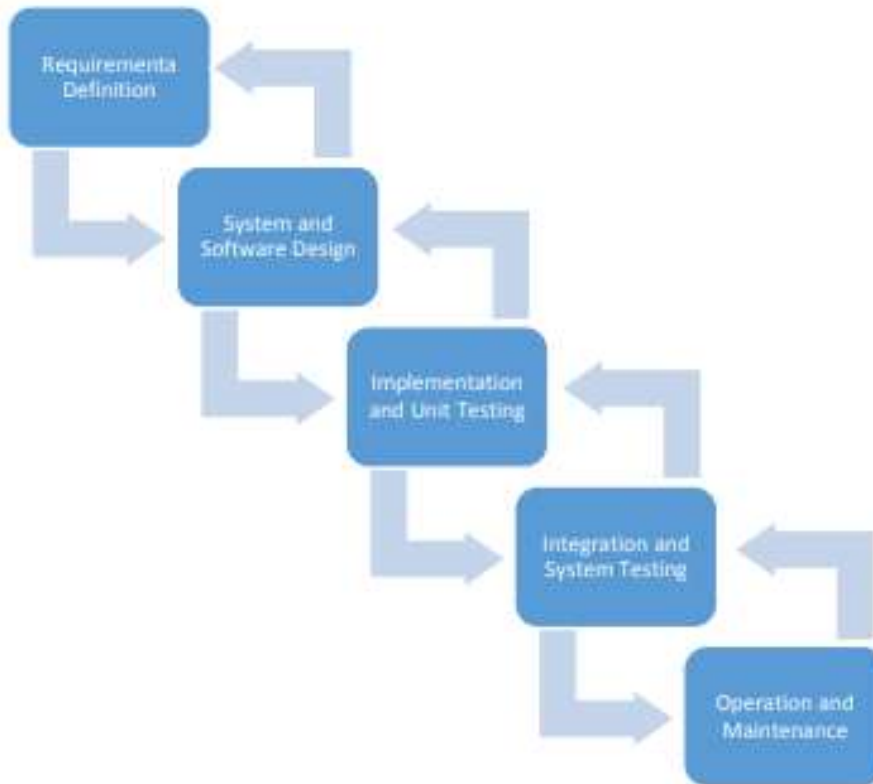 Requirementa
Definition
System and
Software Design
Implementation
and Unit Testing
Integration and
System Testing
Operation and
Maintenance